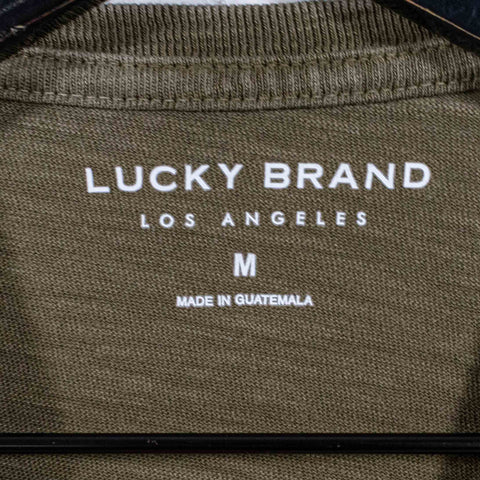 LUCKY BRAND
LOS ANGELES
M
MADE IN GUATEMALA